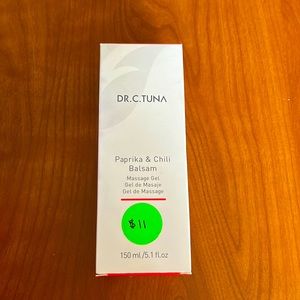 DR.C.TUNA
Paprika & Chili
Balsam
Massage Gel
Gel de Masaje
Gel de Massage
$11
150 ml/5.1 fl.oz